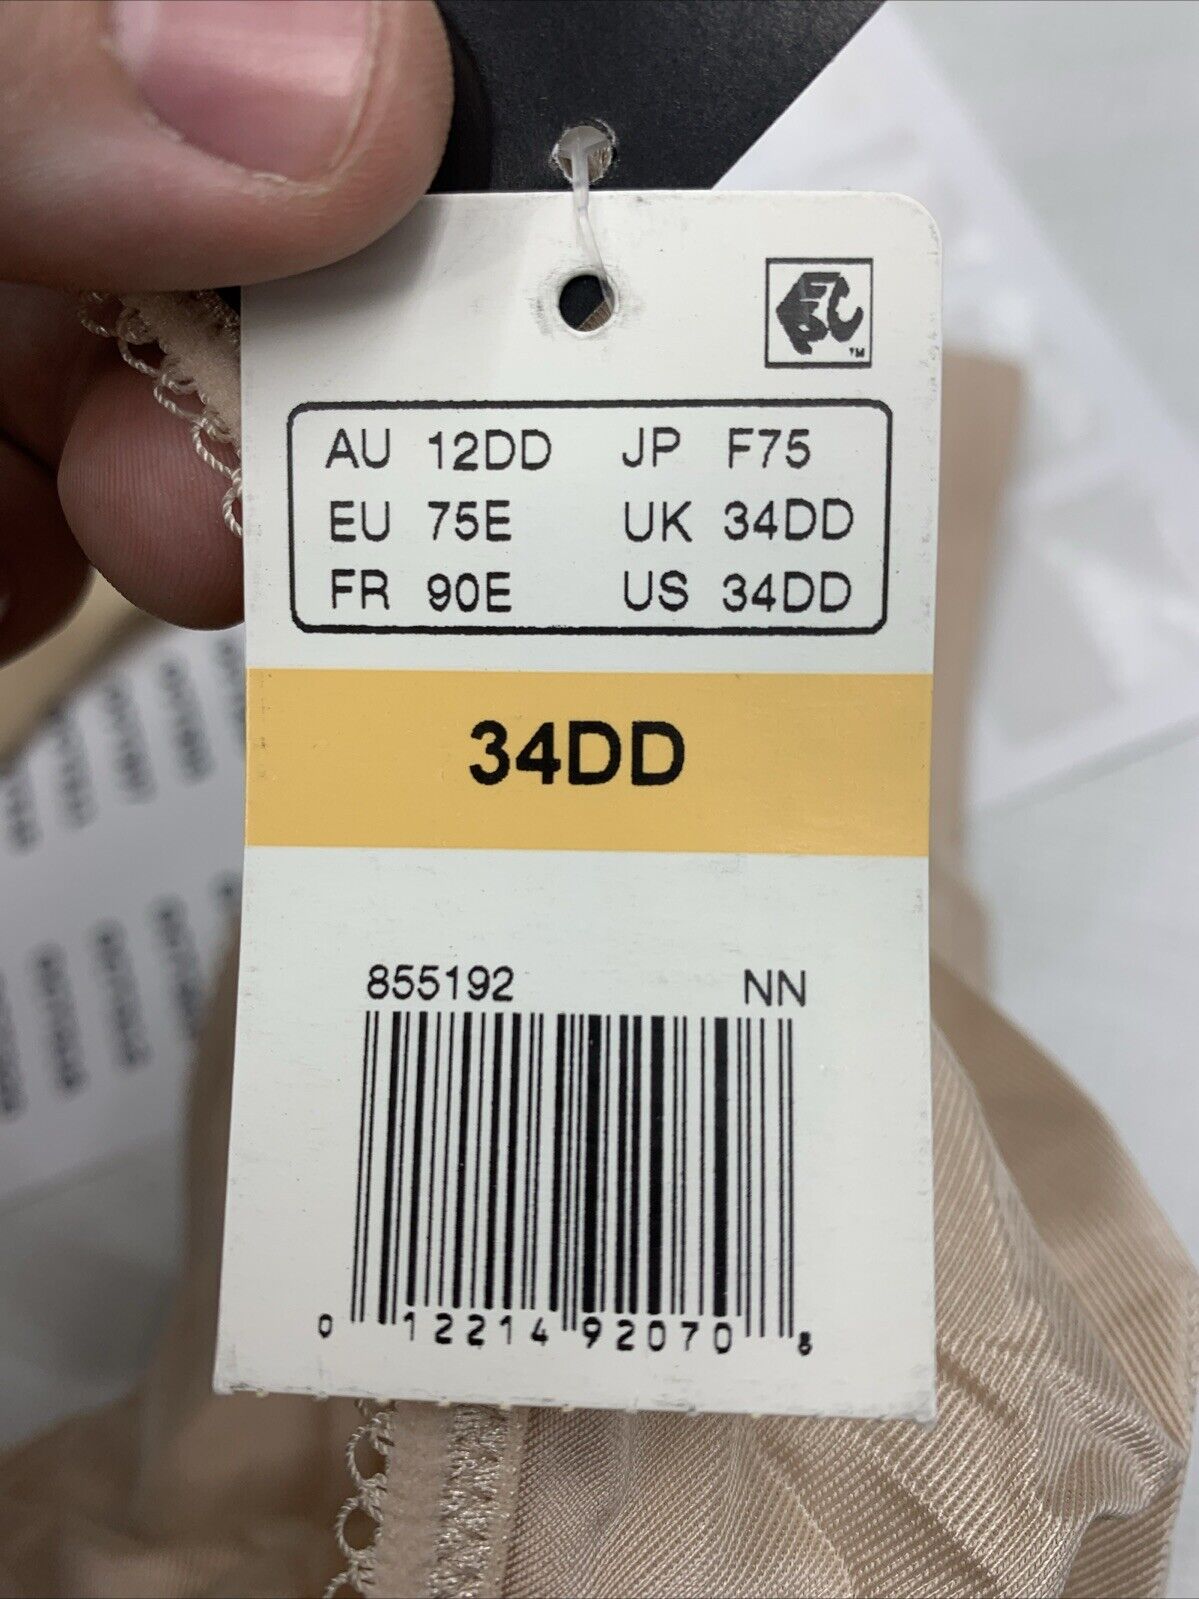 ™
AU 12DD JP F75
EU 75E UK 34DD
FR 90E US 34DD
34DD
855192 NN
0 12214 92070 8